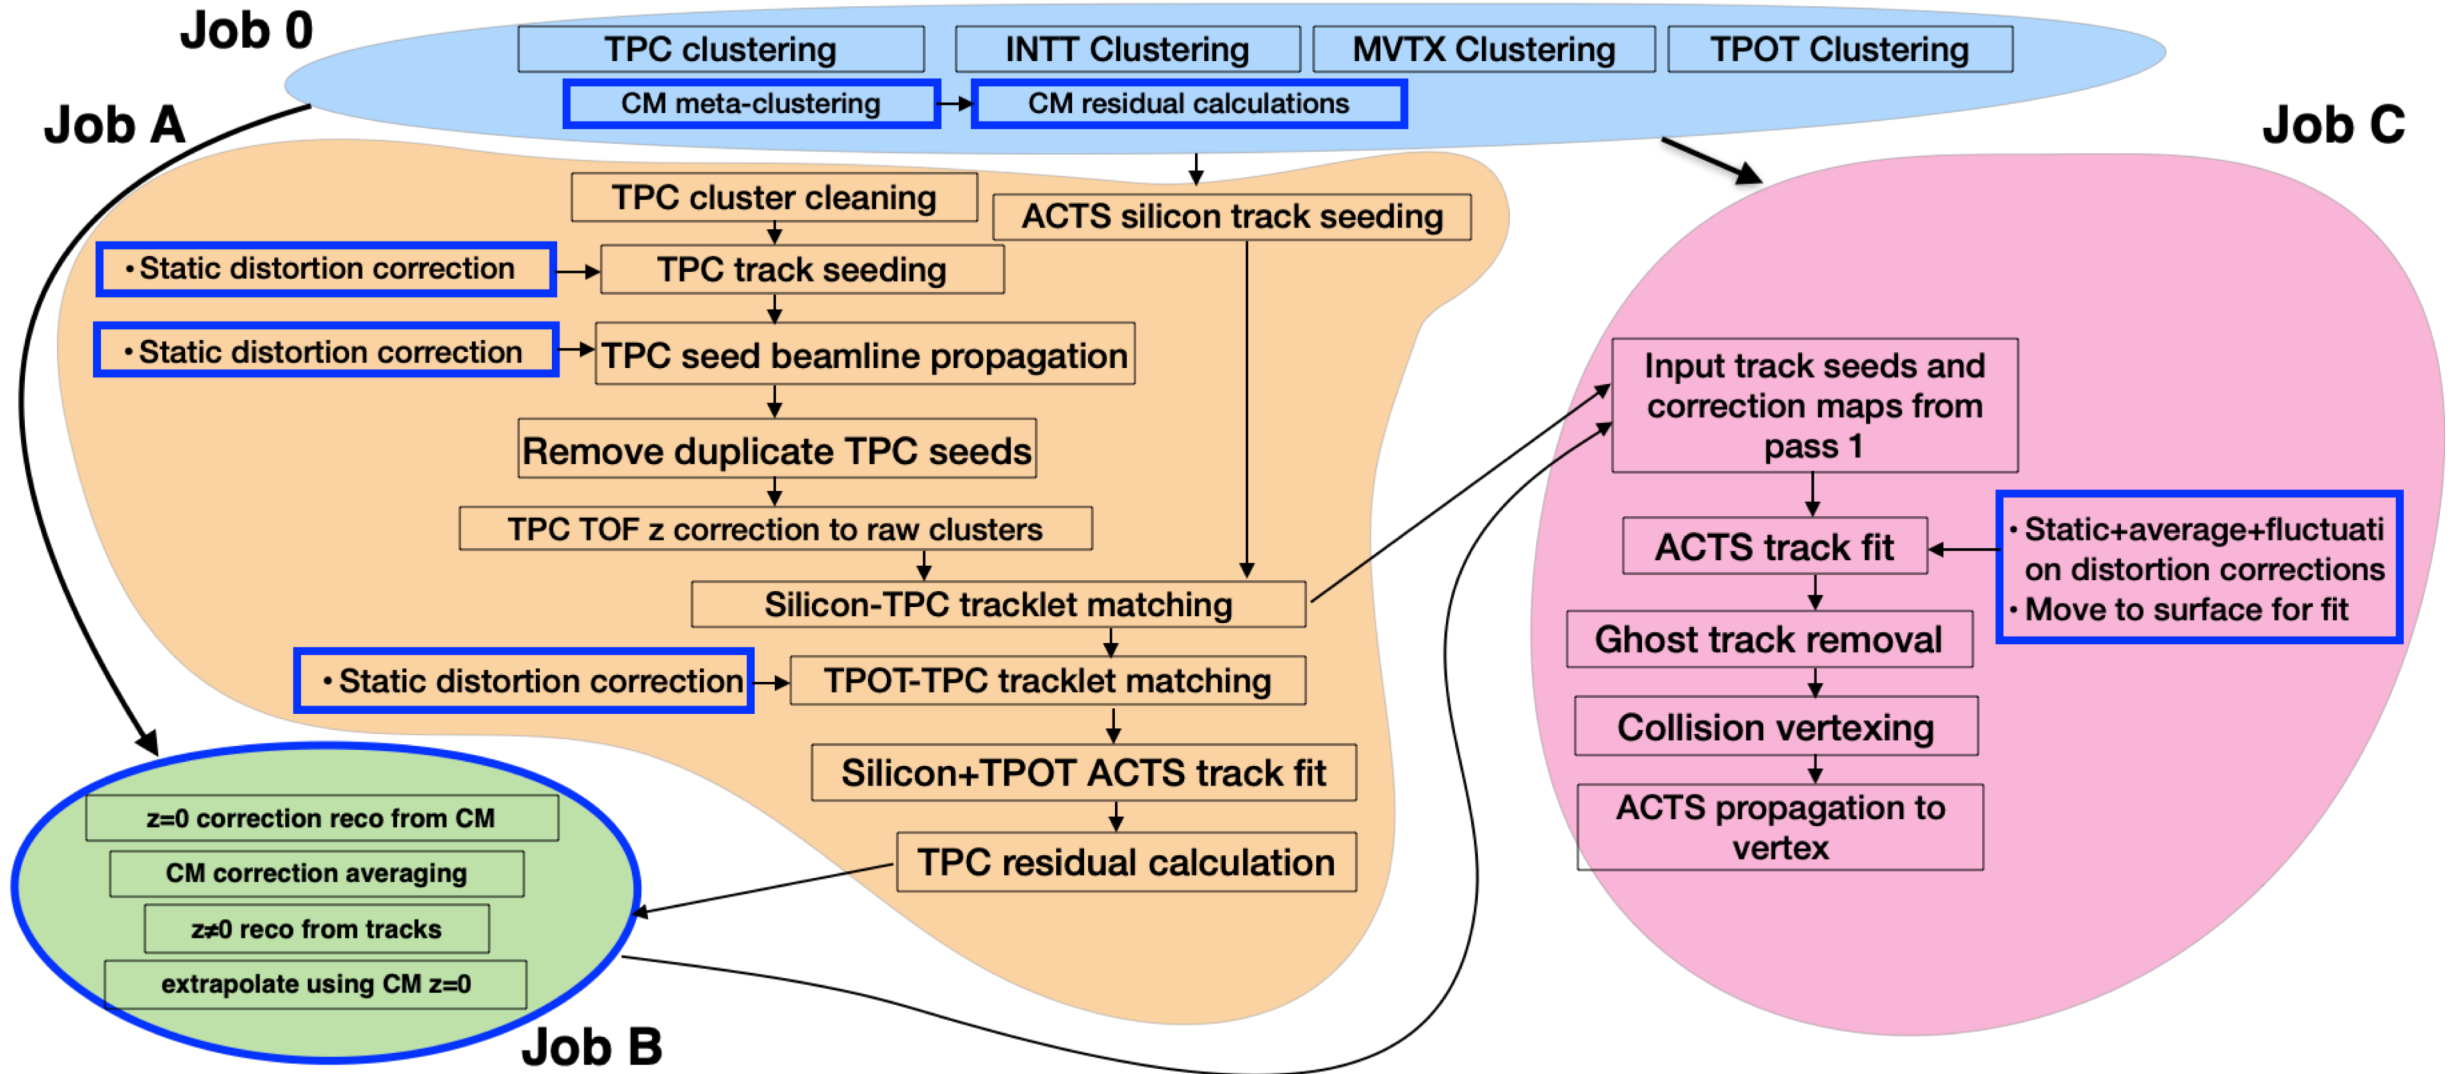 Job 0
TPC clustering
INTT Clustering
MVTX Clustering
TPOT Clustering
CM meta-clustering
CM residual calculations
Job A
TPC cluster cleaning
ACTS silicon track seeding
• Static distortion correction
TPC track seeding
• Static distortion correction
TPC seed beamline propagation
Remove duplicate TPC seeds
TPC TOF z correction to raw clusters
Silicon-TPC tracklet matching
• Static distortion correction
TPOT-TPC tracklet matching
Silicon+TPOT ACTS track fit
TPC residual calculation
z=0 correction reco from CM
CM correction averaging
z≠0 reco from tracks
extrapolate using CM z=0
Job B
Job C
Input track seeds and
correction maps from
pass 1
ACTS track fit
• Static+average+fluctuati
on distortion corrections
• Move to surface for fit
Ghost track removal
Collision vertexing
ACTS propagation to
vertex